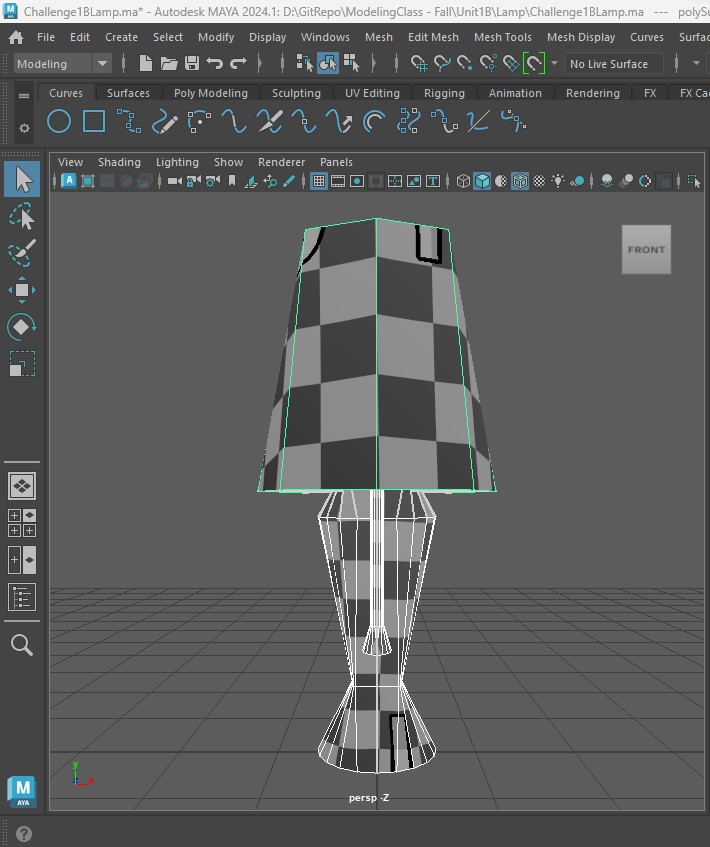 Challenge1BLamp.ma* - Autodesk MAYA 2024.1: D:\GitRepo\ModelingClass - Fall\Unit1B\Lamp\Challenge1BLamp.ma --- polySu
File Edit Create Select Modify Display Windows Mesh Edit Mesh Mesh Tools Mesh Display Curves Surfac
Modeling No Live Surface
Curves Surfaces Poly Modeling Sculpting UV Editing Rigging Animation Rendering FX FX Ca
View Shading Lighting Show Renderer Panels
FRONT
y
x
persp -Z
M
AYA